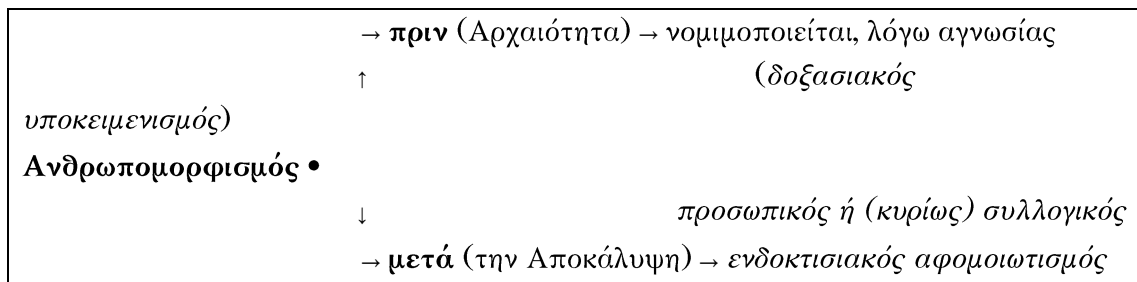 → πριν (Αρχαιότητα) → νομιμοποιείται, λόγω αγνωσίας
↑ (δοξασιακός
υποκειμενισμός)
Ανθρωπομορφισμός •
↓ προσωπικός ή (κυρίως) συλλογικός
→ μετά (την Αποκάλυψη) → ενδοκτισιακός αφομοιωτισμός